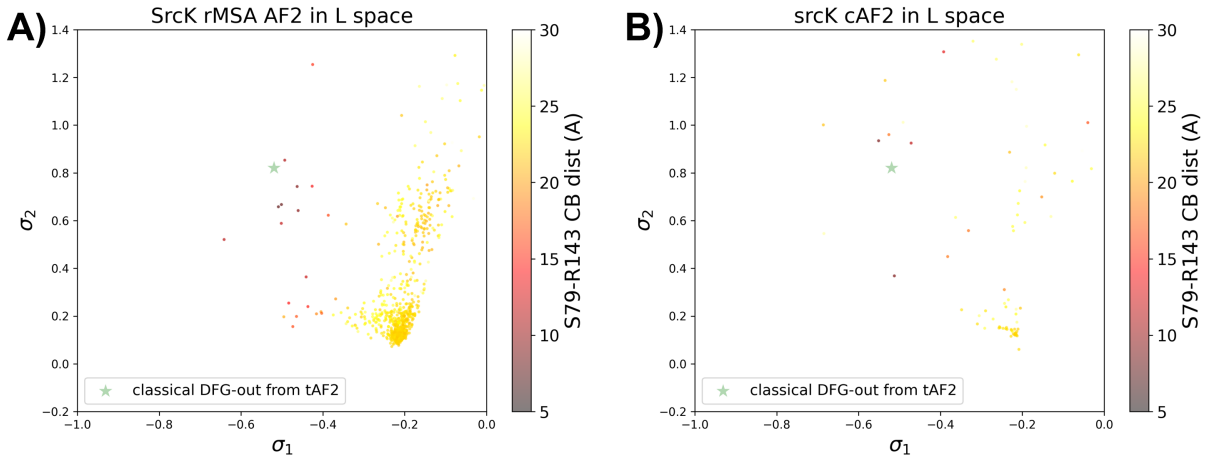 A)
SrcK rMSA AF2 in L space
1.4
1.2
1.0
0.8
0.6
0.4
0.2
0.0
−0.2
σ2
−1.0 −0.8 −0.6 −0.4 −0.2 0.0
σ1
classical DFG-out from tAF2
30
25
20
15
10
5
S79-R143 CB dist (A)
B)
srcK cAF2 in L space
1.4
1.2
1.0
0.8
0.6
0.4
0.2
0.0
−0.2
σ2
−1.0 −0.8 −0.6 −0.4 −0.2 0.0
σ1
classical DFG-out from tAF2
30
25
20
15
10
5
S79-R143 CB dist (A)